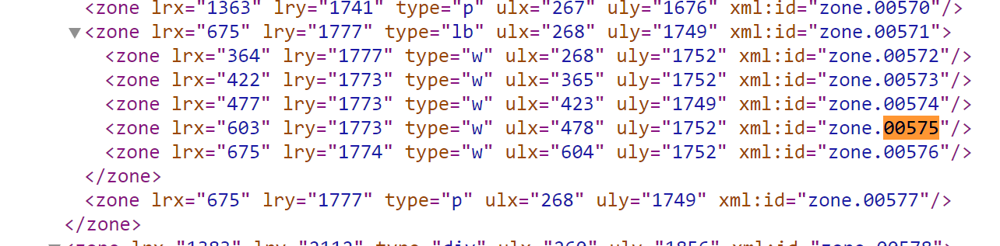 <zone lrx="1363" lry="1741" type="p" ulx="267" uly="1676" xml:id="zone.00570"/>
▼<zone lrx="675" lry="1777" type="lb" ulx="268" uly="1749" xml:id="zone.00571">
<zone lrx="364" lry="1777" type="w" ulx="268" uly="1752" xml:id="zone.00572"/>
<zone lrx="422" lry="1773" type="w" ulx="365" uly="1752" xml:id="zone.00573"/>
<zone lrx="477" lry="1773" type="w" ulx="423" uly="1749" xml:id="zone.00574"/>
<zone lrx="603" lry="1773" type="w" ulx="478" uly="1752" xml:id="zone.00575"/>
<zone lrx="675" lry="1774" type="w" ulx="604" uly="1752" xml:id="zone.00576"/>
</zone>
<zone lrx="675" lry="1777" type="p" ulx="268" uly="1749" xml:id="zone.00577"/>
</zone>